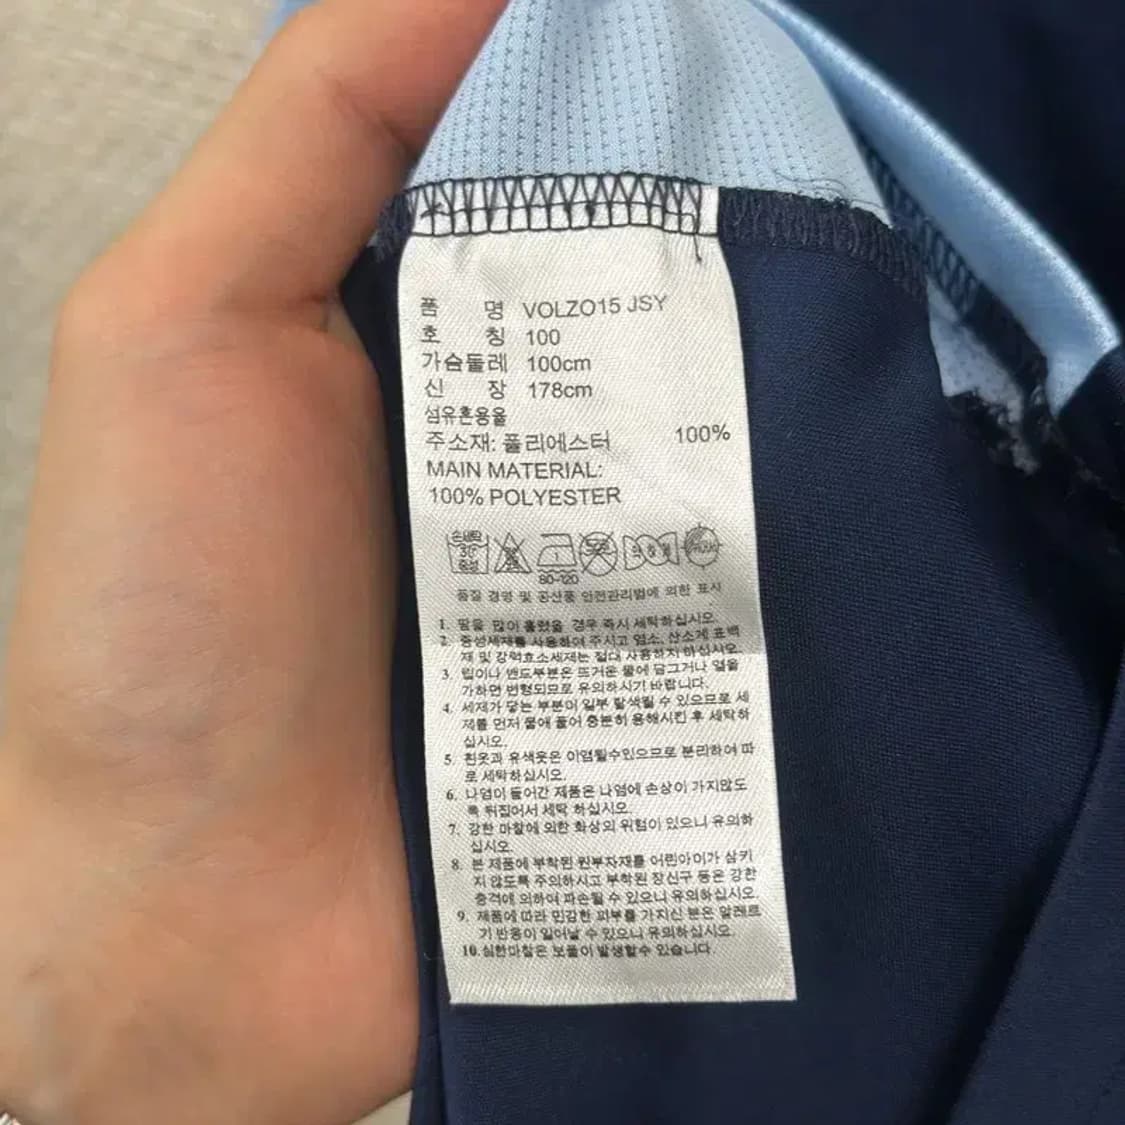 품 명 VOLZO15 JSY
호 칭 100
가슴둘레 100cm
신 장 178cm
섬유혼용율
주소재: 폴리에스터 100%
MAIN MATERIAL:
100% POLYESTER
손세탁
30
중성
80-120
품질 경영 및 공산품 안전관리법에 의한 표시
1. 땀을 많이 흘렸을 경우 즉시 세탁하십시오.
2. 중성세제를 사용하여 주시고 염소, 산소계 표백
제 및 강력효소세제는 절대 사용하지 마십시오.
3. 립이나 밴드부분은 뜨거운 물에 담그거나 열을
가하면 변형되므로 유의하시기 바랍니다.
4. 세제가 닿는 부분이 일부 탈색될 수 있으므로 세
제를 먼저 물에 풀어 충분히 용해시킨 후 세탁하
십시오.
5. 흰옷과 유색옷은 이염될수있으므로 분리하여 따
로 세탁하십시오.
6. 나염이 들어간 제품은 나염에 손상이 가지않도
록 뒤집어서 세탁 하십시오.
7. 강한 마찰에 의한 화상의 위험이 있으니 유의하
십시오.
8. 본 제품에 부착된 원부자재를 어린아이가 삼키
지 않도록 주의하시고 부착된 장신구 등은 강한
충격에 의하여 파손될 수 있으니 유의하십시오.
9. 제품에 따라 민감한 피부를 가지신 분은 알레르
기 반응이 일어날 수 있으니 유의하십시오.
10. 심한마찰은 보풀이 발생할수 있습니다.